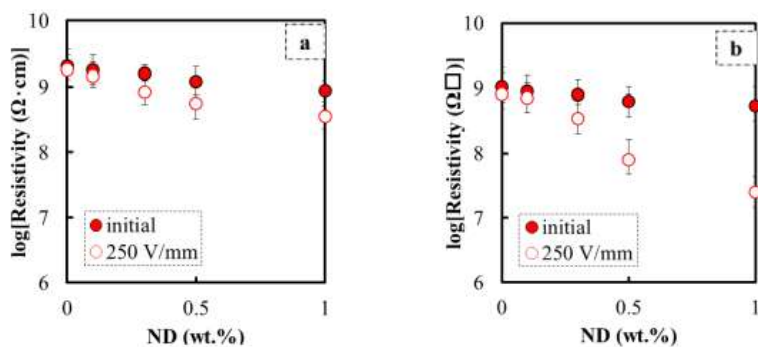 log[Resistivity (Ω·cm)]
10
9
8
7
6
a
initial
250 V/mm
0
0.5
1
ND (wt.%)
log[Resistivity (Ω□)]
10
9
8
7
6
b
initial
250 V/mm
0
0.5
1
ND (wt.%)